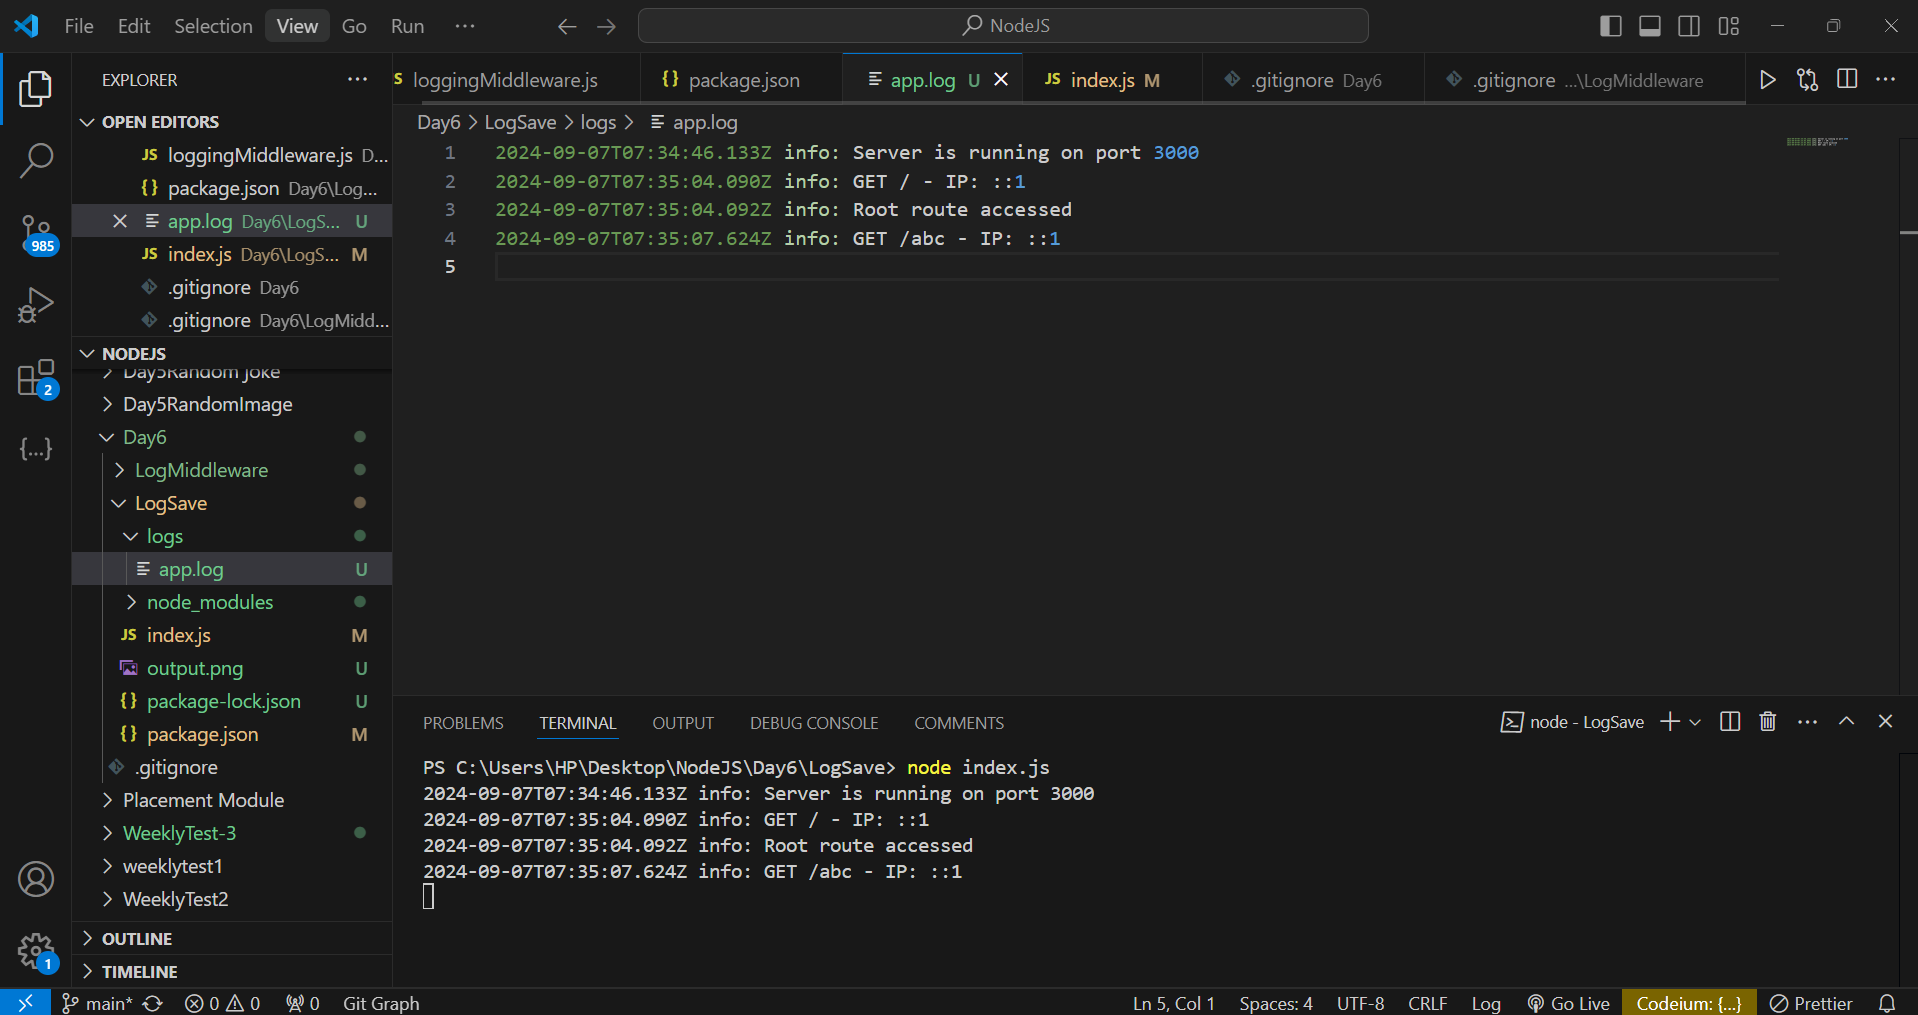 File Edit Selection View Go Run ... NodeJS
EXPLORER ...
OPEN EDITORS
JS loggingMiddleware.js D...
{} package.json Day6\Log...
app.log Day6\LogS... U
JS index.js Day6\LogS... M
.gitignore Day6
.gitignore Day6\LogMidd...
NODEJS
Day5Random joke
Day5RandomImage
Day6
LogMiddleware
LogSave
logs
app.log U
node_modules
JS index.js M
output.png U
{} package-lock.json U
{} package.json M
.gitignore
Placement Module
WeeklyTest-3
weeklytest1
WeeklyTest2
OUTLINE
TIMELINE
985
2
{...}
1
S loggingMiddleware.js {} package.json app.log U JS index.js M .gitignore Day6 .gitignore ...\LogMiddleware ...
Day6 > LogSave > logs > app.log
1 2024-09-07T07:34:46.133Z info: Server is running on port 3000
2 2024-09-07T07:35:04.090Z info: GET / - IP: ::1
3 2024-09-07T07:35:04.092Z info: Root route accessed
4 2024-09-07T07:35:07.624Z info: GET /abc - IP: ::1
5
PROBLEMS TERMINAL OUTPUT DEBUG CONSOLE COMMENTS node - LogSave ...
PS C:\Users\HP\Desktop\NodeJS\Day6\LogSave> node index.js
2024-09-07T07:34:46.133Z info: Server is running on port 3000
2024-09-07T07:35:04.090Z info: GET / - IP: ::1
2024-09-07T07:35:04.092Z info: Root route accessed
2024-09-07T07:35:07.624Z info: GET /abc - IP: ::1
main* 0 0 0 Git Graph Ln 5, Col 1 Spaces: 4 UTF-8 CRLF Log Go Live Codeium: {...} Prettier